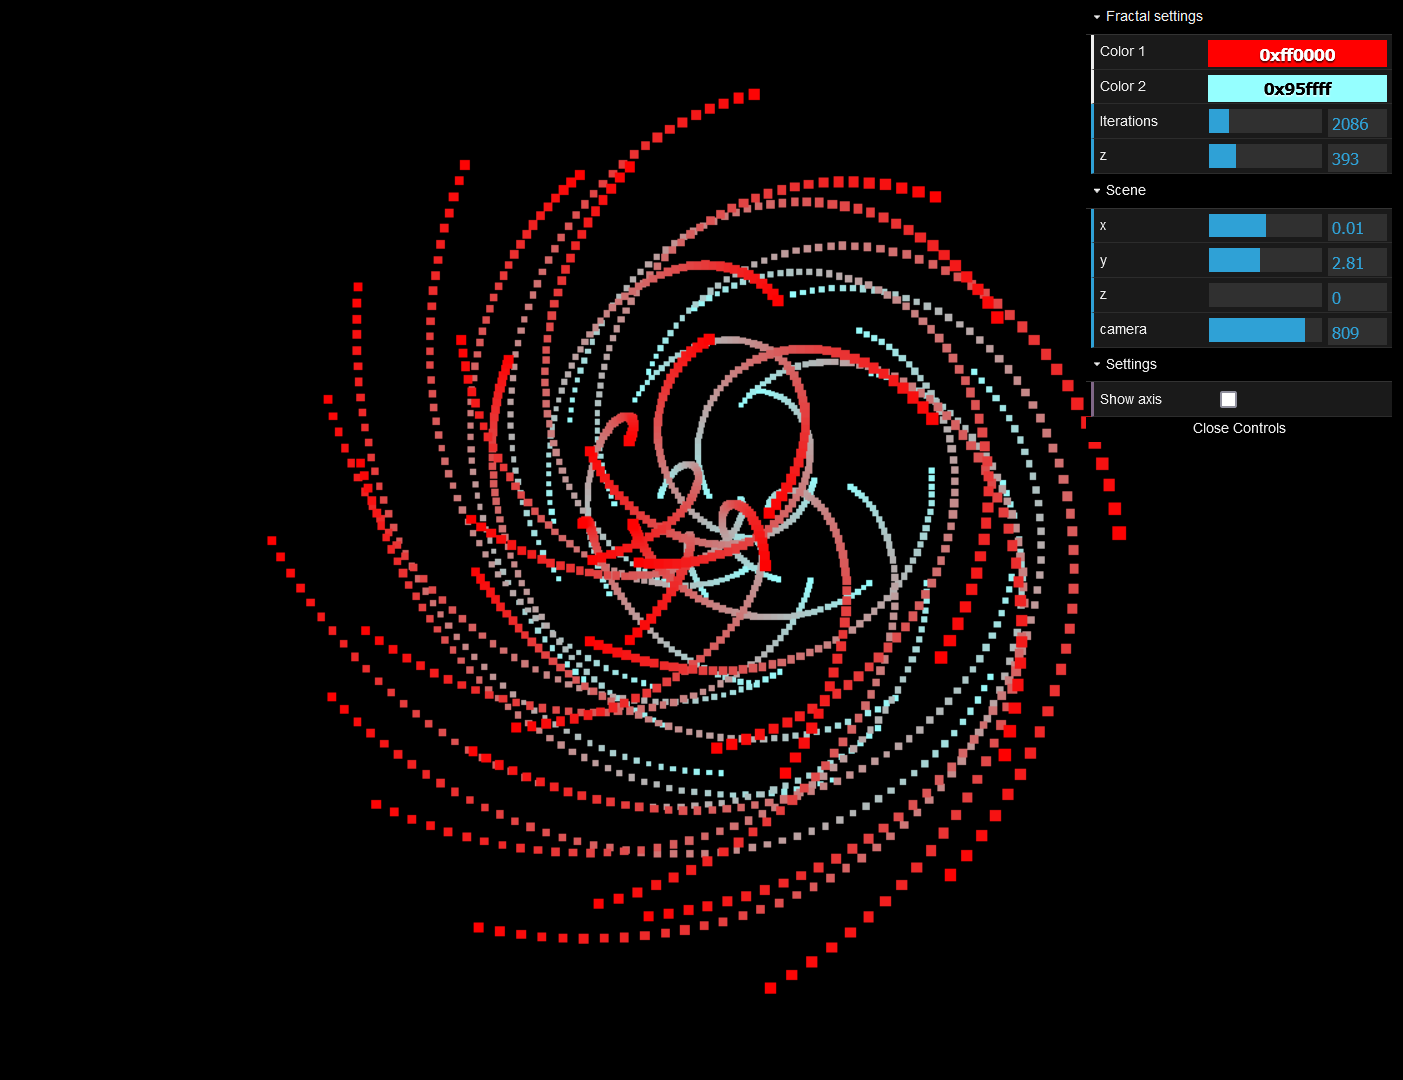 Fractal settings
Color 1 0xff0000
Color 2 0x95ffff
Iterations 2086
z 393
Scene
x 0.01
y 2.81
z 0
camera 809
Settings
Show axis
Close Controls